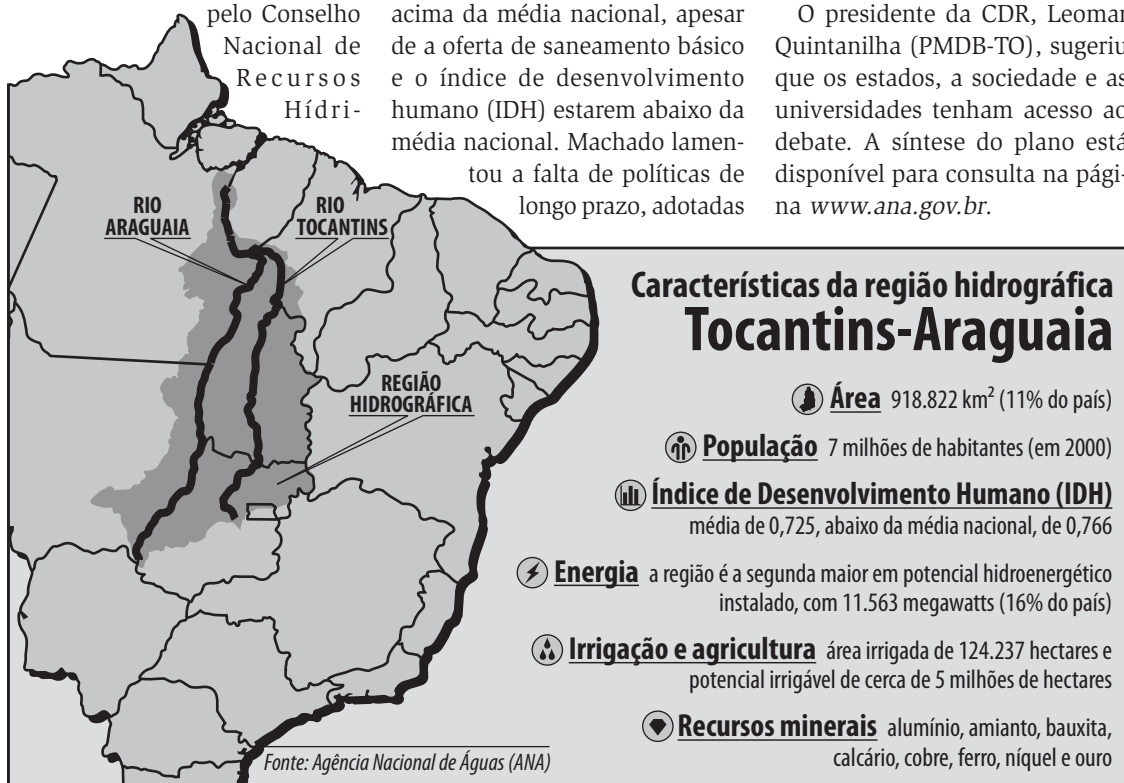 pelo Conselho
Nacional de
Recursos
Hídri-
acima da média nacional, apesar
de a oferta de saneamento básico
e o índice de desenvolvimento
humano (IDH) estarem abaixo da
média nacional. Machado lamen-
tou a falta de políticas de
longo prazo, adotadas
O presidente da CDR, Leomar
Quintanilha (PMDB-TO), sugeriu
que os estados, a sociedade e as
universidades tenham acesso ao
debate. A síntese do plano está
disponível para consulta na pági-
na www.ana.gov.br.
RIO
ARAGUAIA
RIO
TOCANTINS
REGIÃO
HIDROGRÁFICA
Características da região hidrográfica
Tocantins-Araguaia
Área 918.822 km² (11% do país)
População 7 milhões de habitantes (em 2000)
Índice de Desenvolvimento Humano (IDH)
média de 0,725, abaixo da média nacional, de 0,766
Energia a região é a segunda maior em potencial hidroenergético
instalado, com 11.563 megawatts (16% do país)
Irrigação e agricultura área irrigada de 124.237 hectares e
potencial irrigável de cerca de 5 milhões de hectares
Recursos minerais alumínio, amianto, bauxita,
calcário, cobre, ferro, níquel e ouro
Fonte: Agência Nacional de Águas (ANA)